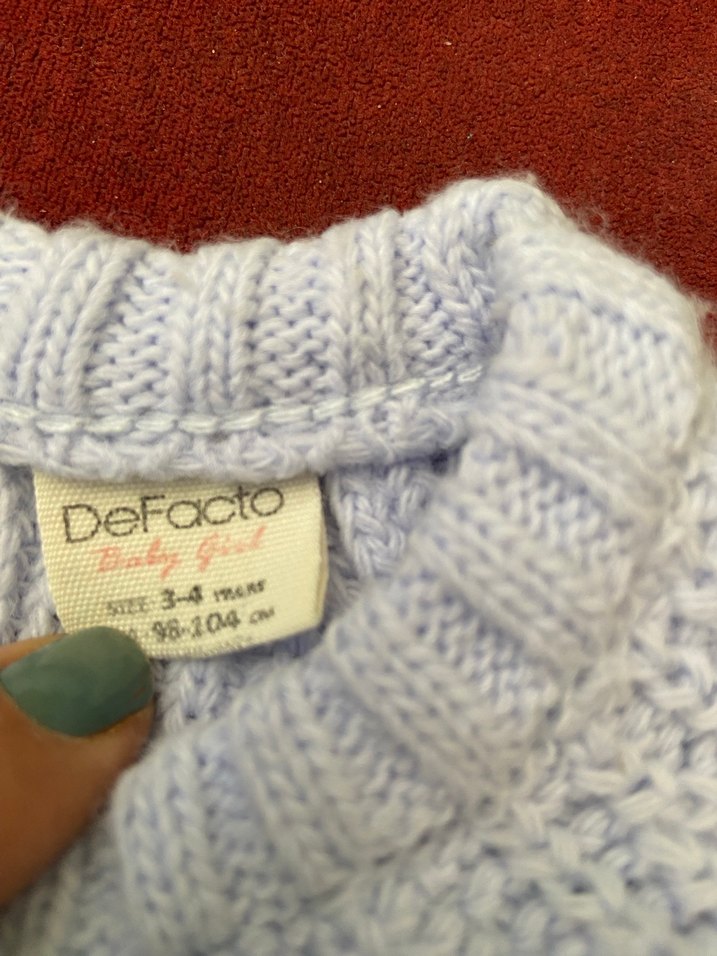 DeFacto
Baby Girl
SIZE 3-4 YEARS
98-104 CM